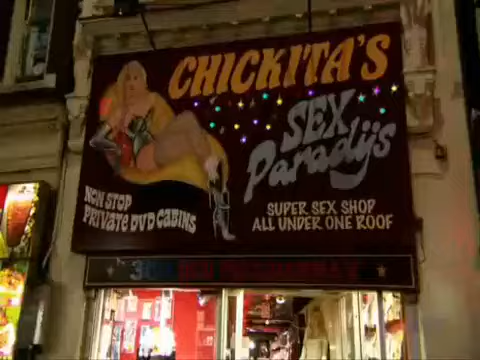 CHICKITA'S
SEX
Paradijs
NON STOP
PRIVATE DVD CABINS
SUPER SEX SHOP
ALL UNDER ONE ROOF